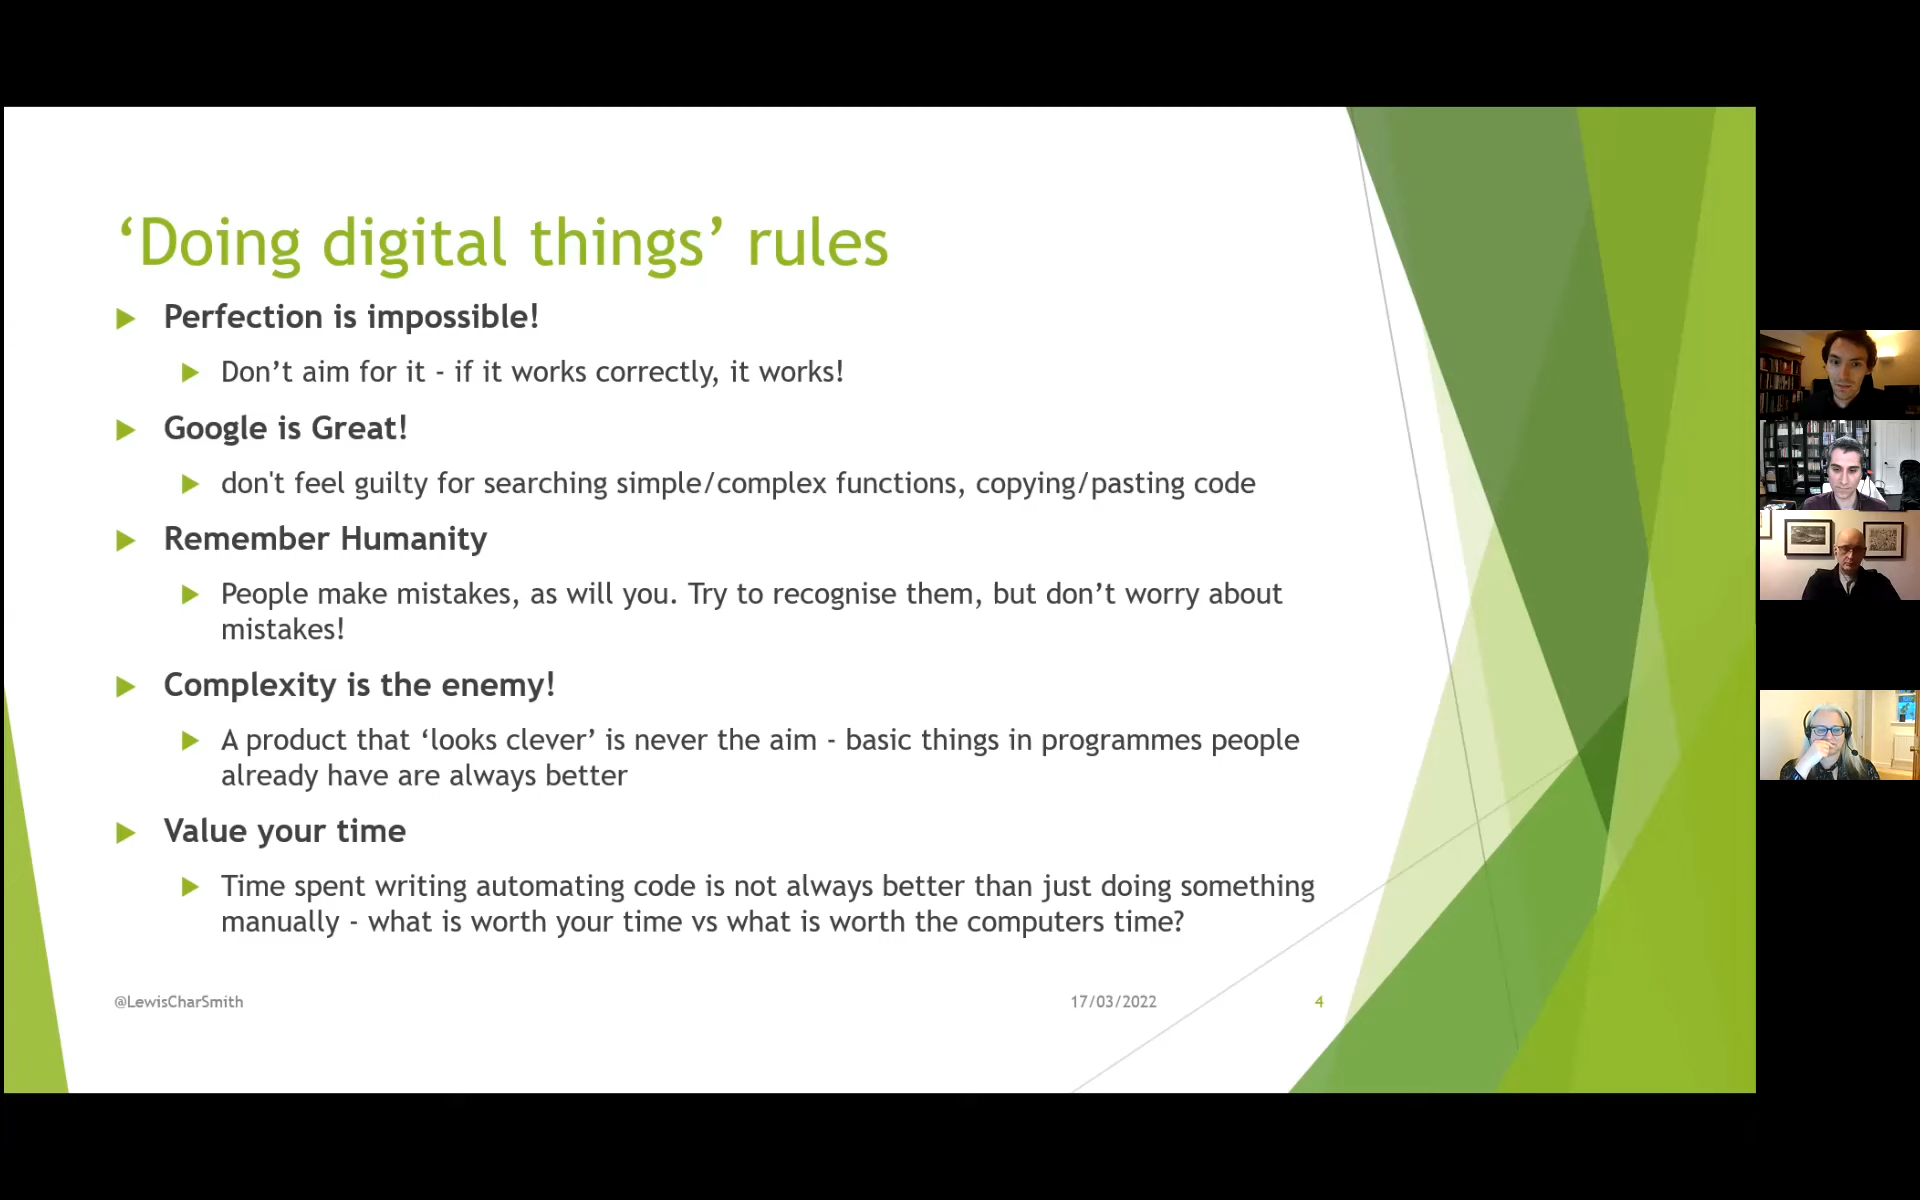 ‘Doing digital things’ rules
Perfection is impossible!
Don’t aim for it - if it works correctly, it works!
Google is Great!
don't feel guilty for searching simple/complex functions, copying/pasting code
Remember Humanity
People make mistakes, as will you. Try to recognise them, but don’t worry about
mistakes!
Complexity is the enemy!
A product that ‘looks clever’ is never the aim - basic things in programmes people
already have are always better
Value your time
Time spent writing automating code is not always better than just doing something
manually - what is worth your time vs what is worth the computers time?
@LewisCharSmith
17/03/2022
4